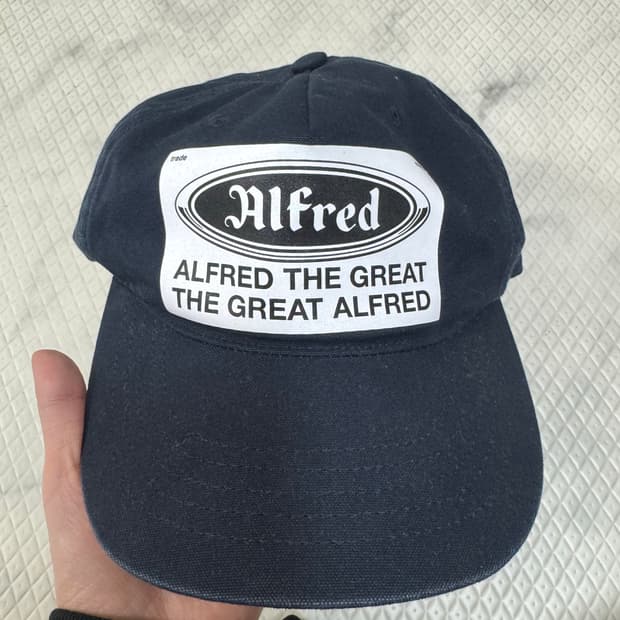 trade
Alfred
ALFRED THE GREAT
THE GREAT ALFRED